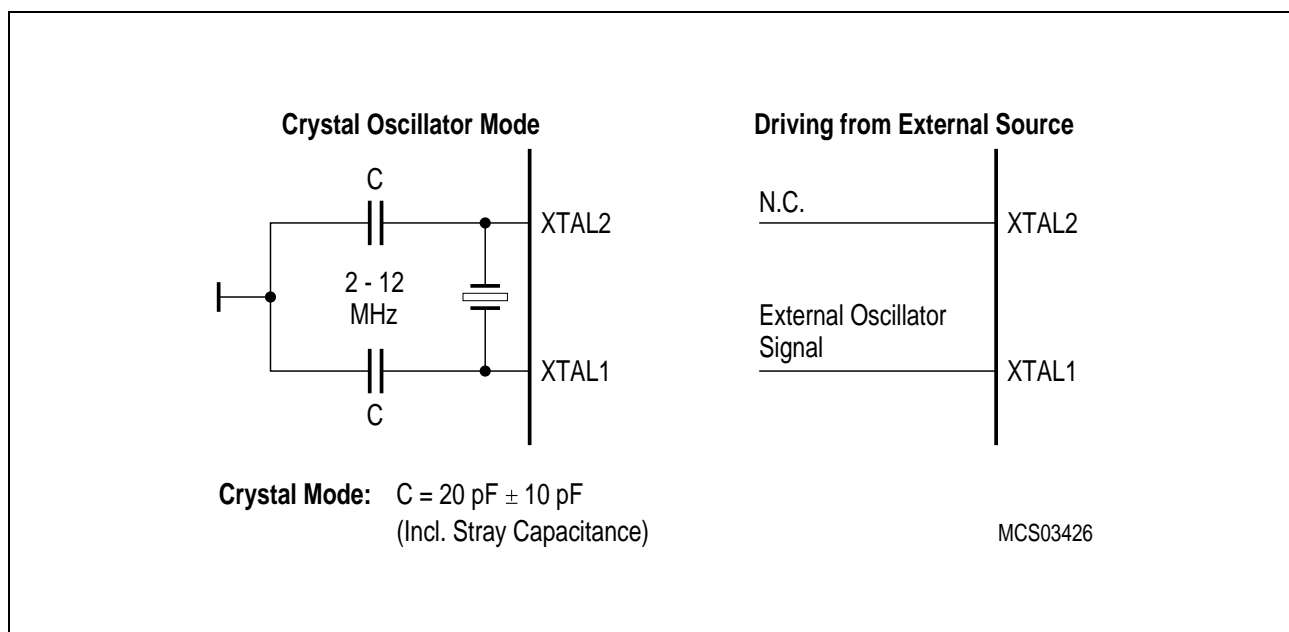 Crystal Oscillator Mode
C
XTAL2
2 - 12
MHz
XTAL1
C
Crystal Mode: C = 20 pF ± 10 pF
(Incl. Stray Capacitance)
Driving from External Source
N.C.
XTAL2
External Oscillator
Signal
XTAL1
MCS03426